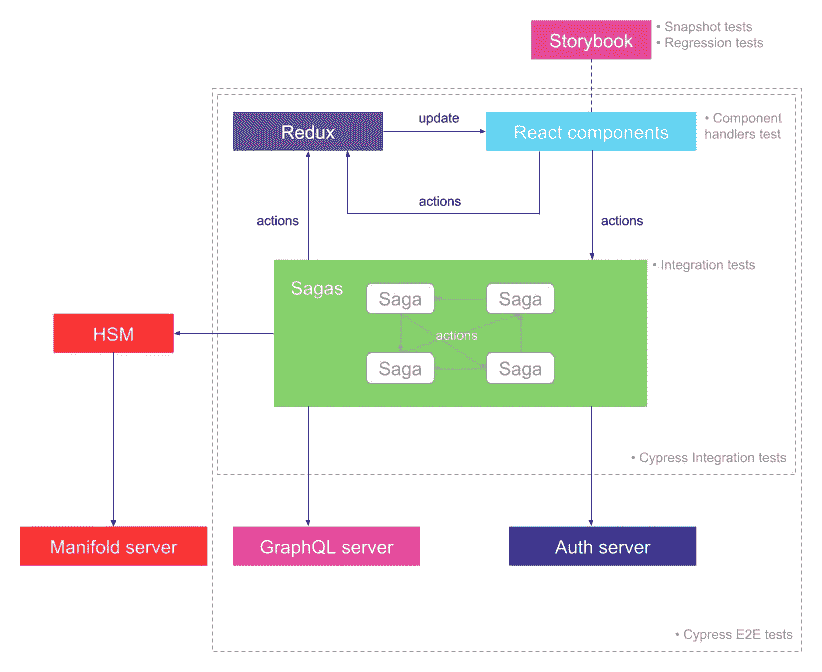 Storybook
• Snapshot tests
• Regression tests
Redux
update
React components
• Component
handlers test
actions
actions
actions
Sagas
• Integration tests
Saga
Saga
actions
Saga
Saga
HSM
• Cypress Integration tests
Manifold server
GraphQL server
Auth server
• Cypress E2E tests